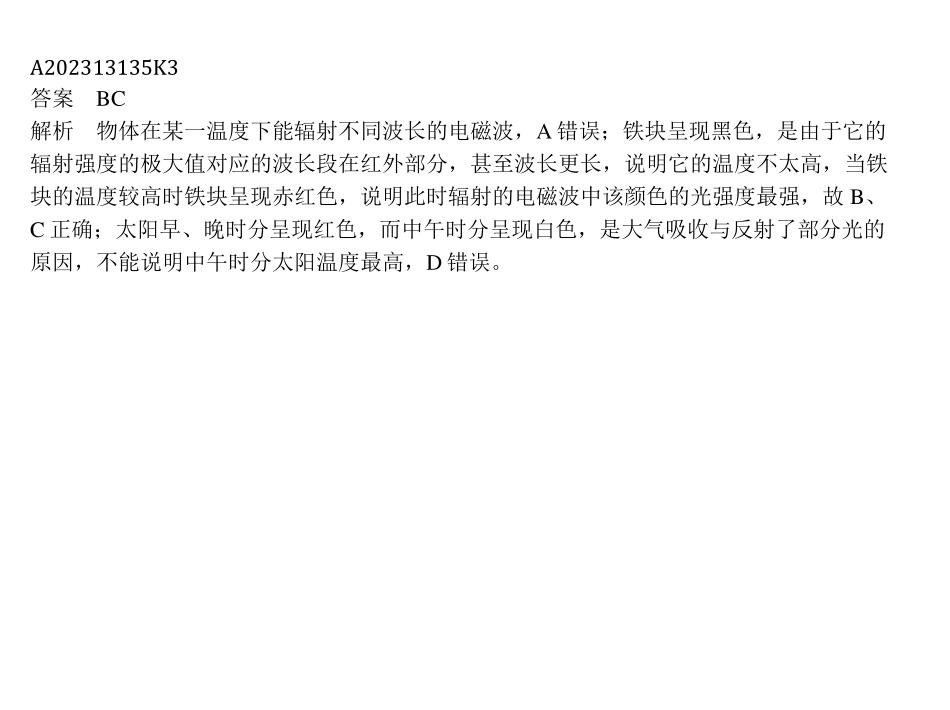 A202313135K3
答案　BC
解析　物体在某一温度下能辐射不同波长的电磁波，A 错误；铁块呈现黑色，是由于它的
辐射强度的极大值对应的波长段在红外部分，甚至波长更长，说明它的温度不太高，当铁
块的温度较高时铁块呈现赤红色，说明此时辐射的电磁波中该颜色的光强度最强，故 B、
C 正确；太阳早、晚时分呈现红色，而中午时分呈现白色，是大气吸收与反射了部分光的
原因，不能说明中午时分太阳温度最高，D 错误。